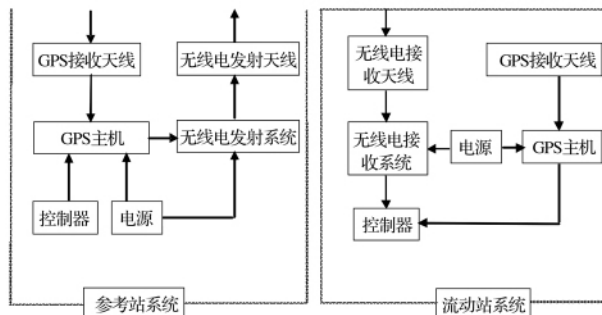 GPS接收天线
无线电发射天线
GPS主机
无线电发射系统
控制器
电源
参考站系统
无线电接
收天线
GPS接收天线
无线电接
收系统
电源
GPS主机
控制器
流动站系统